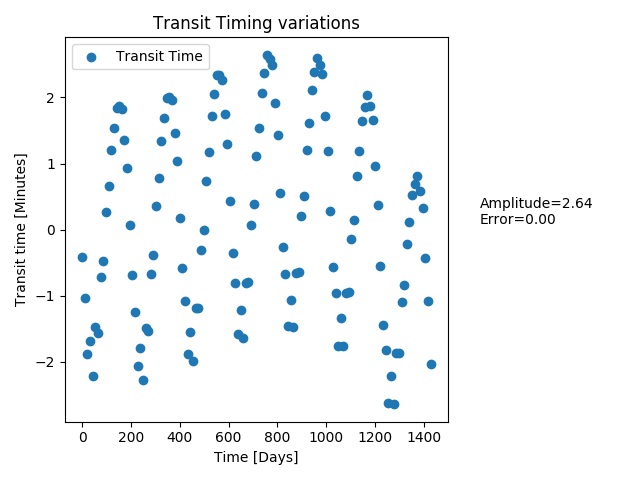 Transit Timing variations
Transit Time
Transit time [Minutes]
2
1
0
−1
−2
0 200 400 600 800 1000 1200 1400
Time [Days]
Amplitude=2.64
Error=0.00